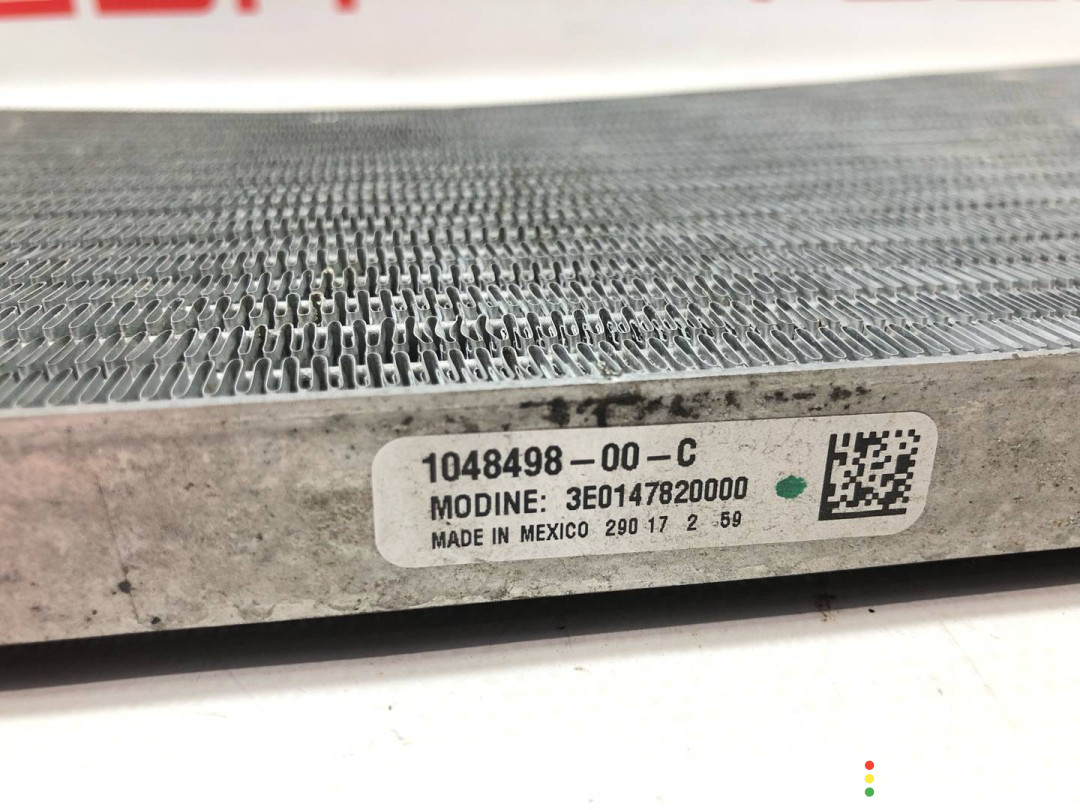 1048498-00-C
MODINE: 3E0147820000
MADE IN MEXICO 290 17 2 59